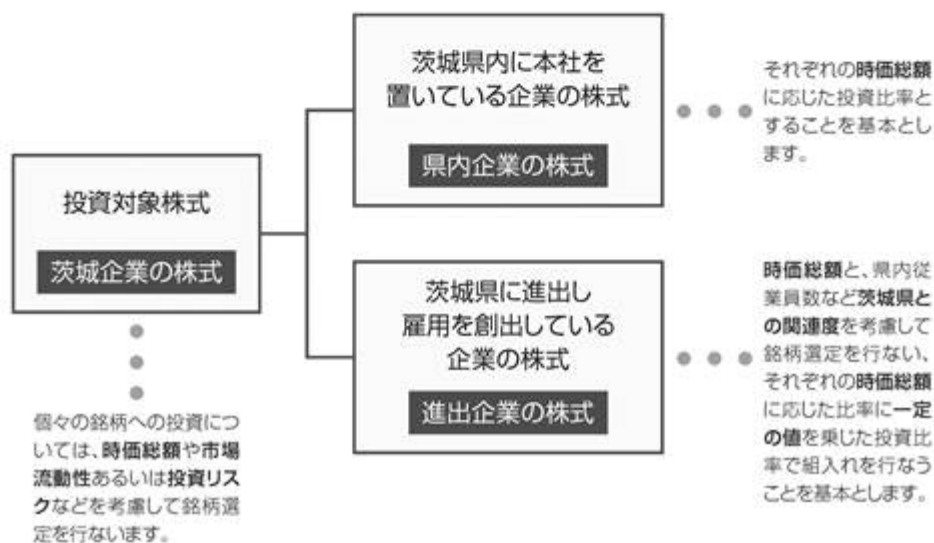 投資対象株式
茨城企業の株式
個々の銘柄への投資につ
いては、時価総額や市場
流動性あるいは投資リス
クなどを考慮して銘柄選
定を行ないます。
茨城県内に本社を
置いている企業の株式
県内企業の株式
それぞれの時価総額
に応じた投資比率と
することを基本とし
ます。
茨城県に進出し
雇用を創出している
企業の株式
進出企業の株式
時価総額と、県内従
業員数など茨城県と
の関連度を考慮して
銘柄選定を行ない、
それぞれの時価総額
に応じた比率に一定
の値を乗じた投資比
率で組入れを行なう
ことを基本とします。